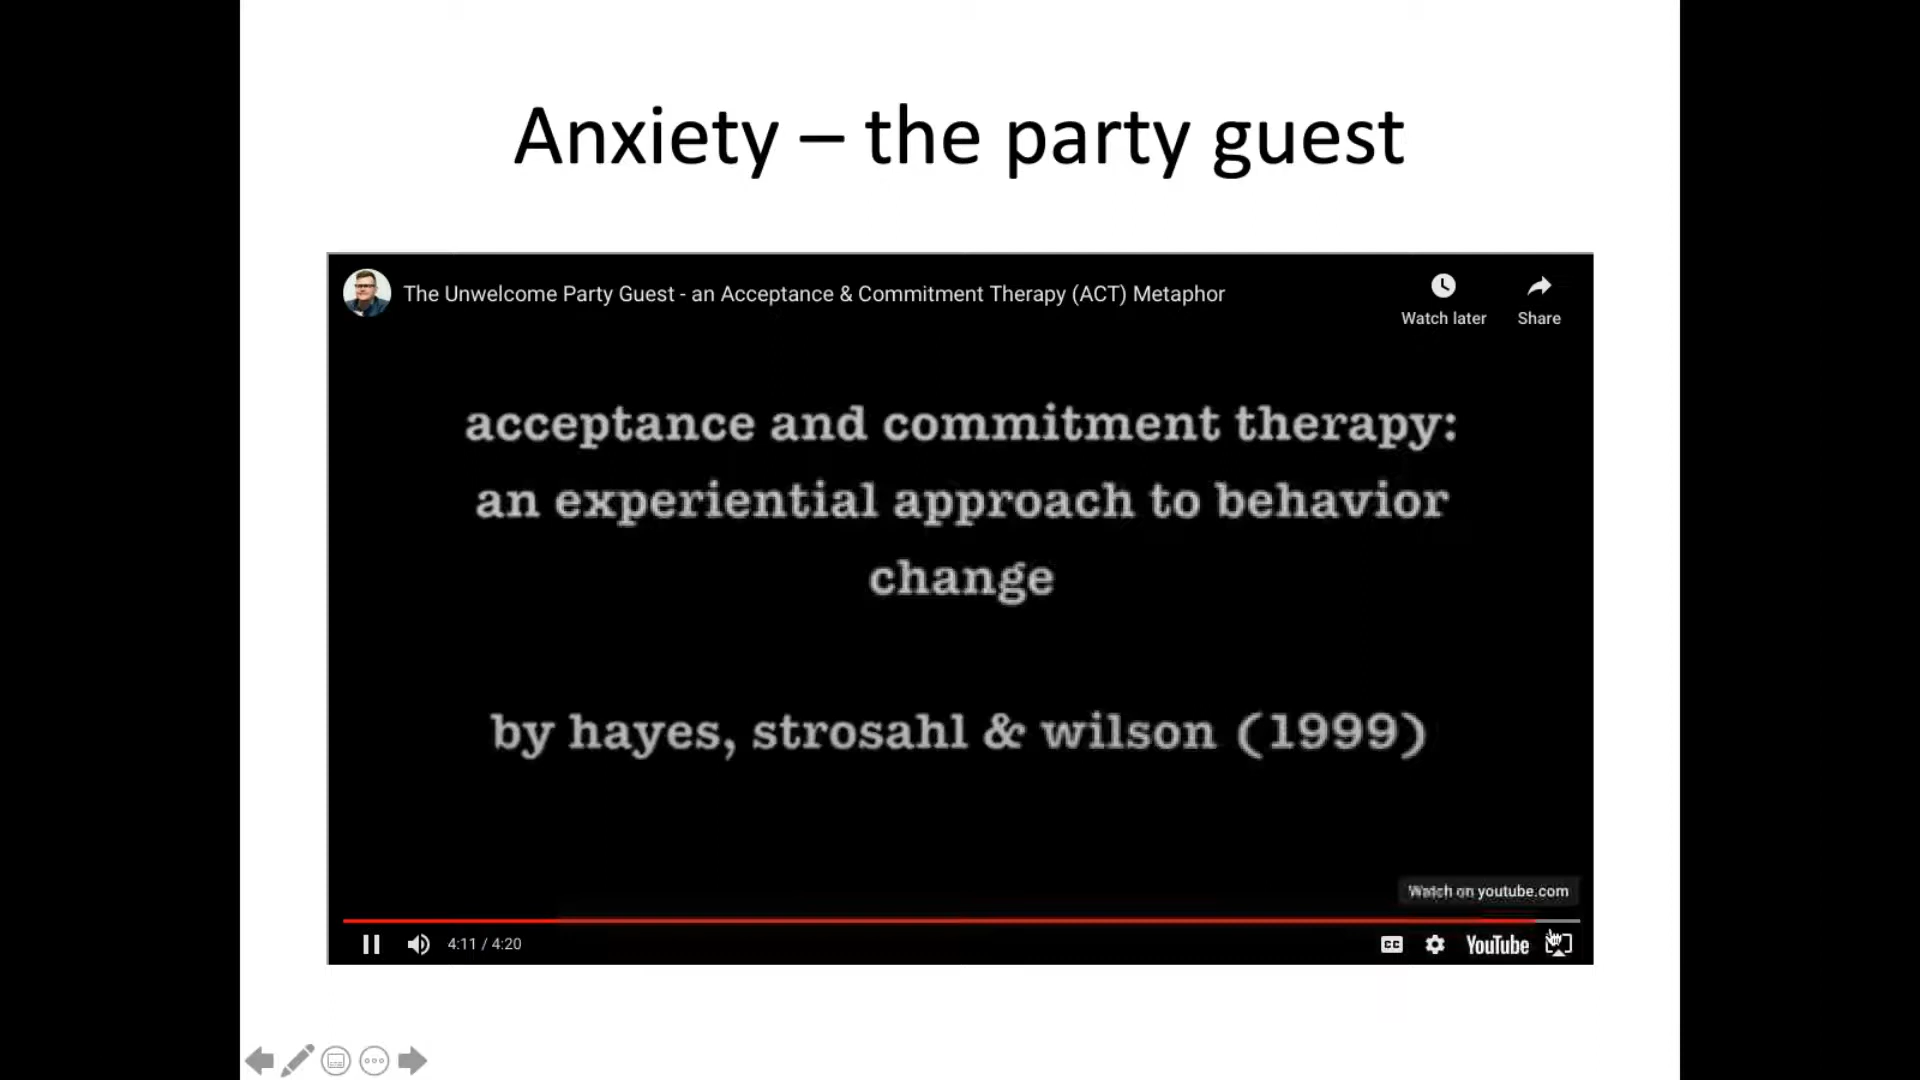 Anxiety – the party guest
The Unwelcome Party Guest - an Acceptance & Commitment Therapy (ACT) Metaphor
Watch later
Share
acceptance and commitment therapy:
an experiential approach to behavior
change
by hayes, strosahl & wilson (1999)
Watch on youtube.com
4:11 / 4:20
CC
YouTube